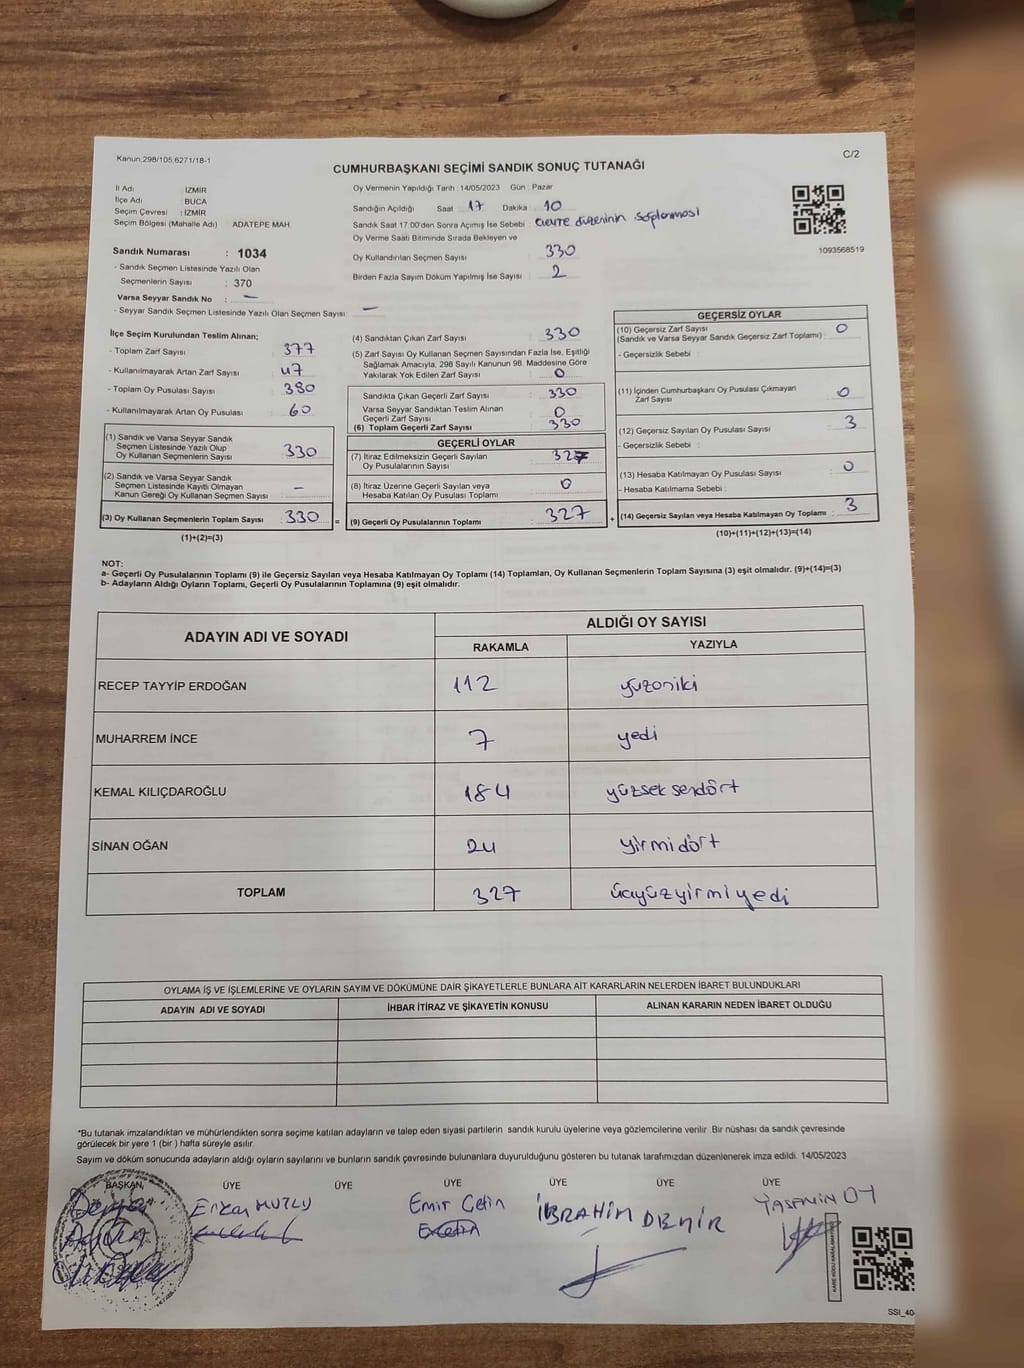 Kanun:298/105,6271/18-1
C/2
CUMHURBAŞKANI SEÇİMİ SANDIK SONUÇ TUTANAĞI
İl Adı : İZMİR
İlçe Adı : BUCA
Seçim Çevresi : İZMİR
Seçim Bölgesi (Mahalle Adı) ADATEPE MAH
Sandık Numarası : 1034
- Sandık Seçmen Listesinde Yazılı Olan
Seçmenlerin Sayısı : 370
Varsa Seyyar Sandık No : —
- Seyyar Sandık Seçmen Listesinde Yazılı Olan Seçmen Sayısı: —
Oy Vermenin Yapıldığı Tarih : 14/05/2023 Gün : Pazar
Sandığın Açıldığı Saat 17 Dakika 10
Sandık Saat 17.00'den Sonra Açımış İse Sebebi :
Oy Verme Saati Bitiminde Sırada Bekleyen ve
Oy Kullandırılan Seçmen Sayısı : 330
Birden Fazla Sayım Döküm Yapılmış İse Sayısı : 2
1093568519
İlçe Seçim Kurulundan Teslim Alınan;
- Toplam Zarf Sayısı : 377
- Kullanılmayarak Artan Zarf Sayısı : 47
- Toplam Oy Pusulası Sayısı : 390
- Kullanılmayarak Artan Oy Pusulası : 60
(1) Sandık ve Varsa Seyyar Sandık
Seçmen Listesinde Yazılı Olup
Oy Kullanan Seçmenlerin Sayısı : 330
(2) Sandık ve Varsa Seyyar Sandık
Seçmen Listesinde Kayıtlı Olmayan
Kanun Gereği Oy Kullanan Seçmen Sayısı : –
(3) Oy Kullanan Seçmenlerin Toplam Sayısı : 330
(1)+(2)=(3)
=
(4) Sandıktan Çıkan Zarf Sayısı : 330
(5) Zarf Sayısı Oy Kullanan Seçmen Sayısından Fazla İse, Eşitliği
Sağlamak Amacıyla, 298 Sayılı Kanunun 98. Maddesine Göre
Yakılarak Yok Edilen Zarf Sayısı : 0
Sandıkta Çıkan Geçerli Zarf Sayısı : 330
Varsa Seyyar Sandıktan Teslim Alınan
Geçerli Zarf Sayısı : 0
(6) Toplam Geçerli Zarf Sayısı : 330
GEÇERLİ OYLAR
(7) İtiraz Edilmeksizin Geçerli Sayılan
Oy Pusulalarının Sayısı : 327
(8) İtiraz Üzerine Geçerli Sayılan veya
Hesaba Katılan Oy Pusulası Toplamı : 0
(9) Geçerli Oy Pusulalarının Toplamı : 327
+
GEÇERSİZ OYLAR
(10) Geçersiz Zarf Sayısı
(Sandık ve Varsa Seyyar Sandık Geçersiz Zarf Toplamı) : 0
- Geçersizlik Sebebi :
(11) İçinden Cumhurbaşkanı Oy Pusulası Çıkmayan
Zarf Sayısı : 0
(12) Geçersiz Sayılan Oy Pusulası Sayısı : 3
- Geçersizlik Sebebi :
(13) Hesaba Katılmayan Oy Pusulası Sayısı : 0
- Hesaba Katılmama Sebebi :
(14) Geçersiz Sayılan veya Hesaba Katılmayan Oy Toplamı : 3
(10)+(11)+(12)+(13)=(14)
NOT:
a- Geçerli Oy Pusulalarının Toplamı (9) ile Geçersiz Sayılan veya Hesaba Katılmayan Oy Toplamı (14) Toplamları, Oy Kullanan Seçmenlerin Toplam Sayısına (3) eşit olmalıdır. (9)+(14)=(3)
b- Adayların Aldığı Oyların Toplamı, Geçerli Oy Pusulalarının Toplamına (9) eşit olmalıdır.
ADAYIN ADI VE SOYADI ALDIĞI OY SAYISI
RAKAMLA YAZIYLA
RECEP TAYYİP ERDOĞAN 112 yüzoniki
MUHARREM İNCE 7 yedi
KEMAL KILIÇDAROĞLU 184 yüzseksendört
SİNAN OĞAN 24 yirmidört
TOPLAM 327 üçyüzyirmiyedi
OYLAMA İŞ VE İŞLEMLERİNE VE OYLARIN SAYIM VE DÖKÜMÜNE DAİR ŞİKAYETLERLE BUNLARA AİT KARARLARIN NELERDEN İBARET BULUNDUKLARI
ADAYIN ADI VE SOYADI İHBAR İTİRAZ VE ŞİKAYETİN KONUSU ALINAN KARARIN NEDEN İBARET OLDUĞU
*Bu tutanak imzalandıktan ve mühürlendikten sonra seçime katılan adayların ve talep eden siyasi partilerin sandık kurulu üyelerine veya gözlemcilerine verilir. Bir nüshası da sandık çevresinde
görülecek bir yere 1 (bir ) hafta süreyle asılır.
Sayım ve döküm sonucunda adayların aldığı oyların sayılarını ve bunların sandık çevresinde bulunanlara duyurulduğunu gösteren bu tutanak tarafımızdan düzenlenerek imza edildi. 14/05/2023
BAŞKAN ÜYE ÜYE ÜYE ÜYE ÜYE ÜYE
Erkan MUTLU Emir Çetin İBRAHİM DEMİR YASEMİN OY
SSI_40